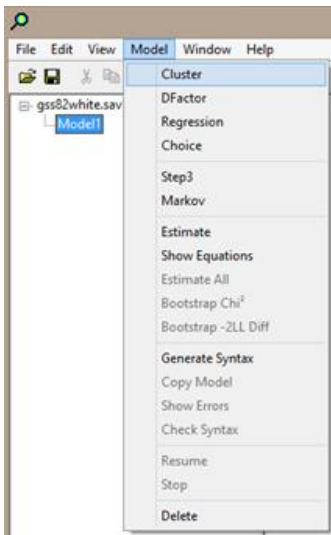 File Edit View Model Window Help
gss82white.sav
Model1
Cluster
DFactor
Regression
Choice
Step3
Markov
Estimate
Show Equations
Estimate All
Bootstrap Chi²
Bootstrap -2LL Diff
Generate Syntax
Copy Model
Show Errors
Check Syntax
Resume
Stop
Delete